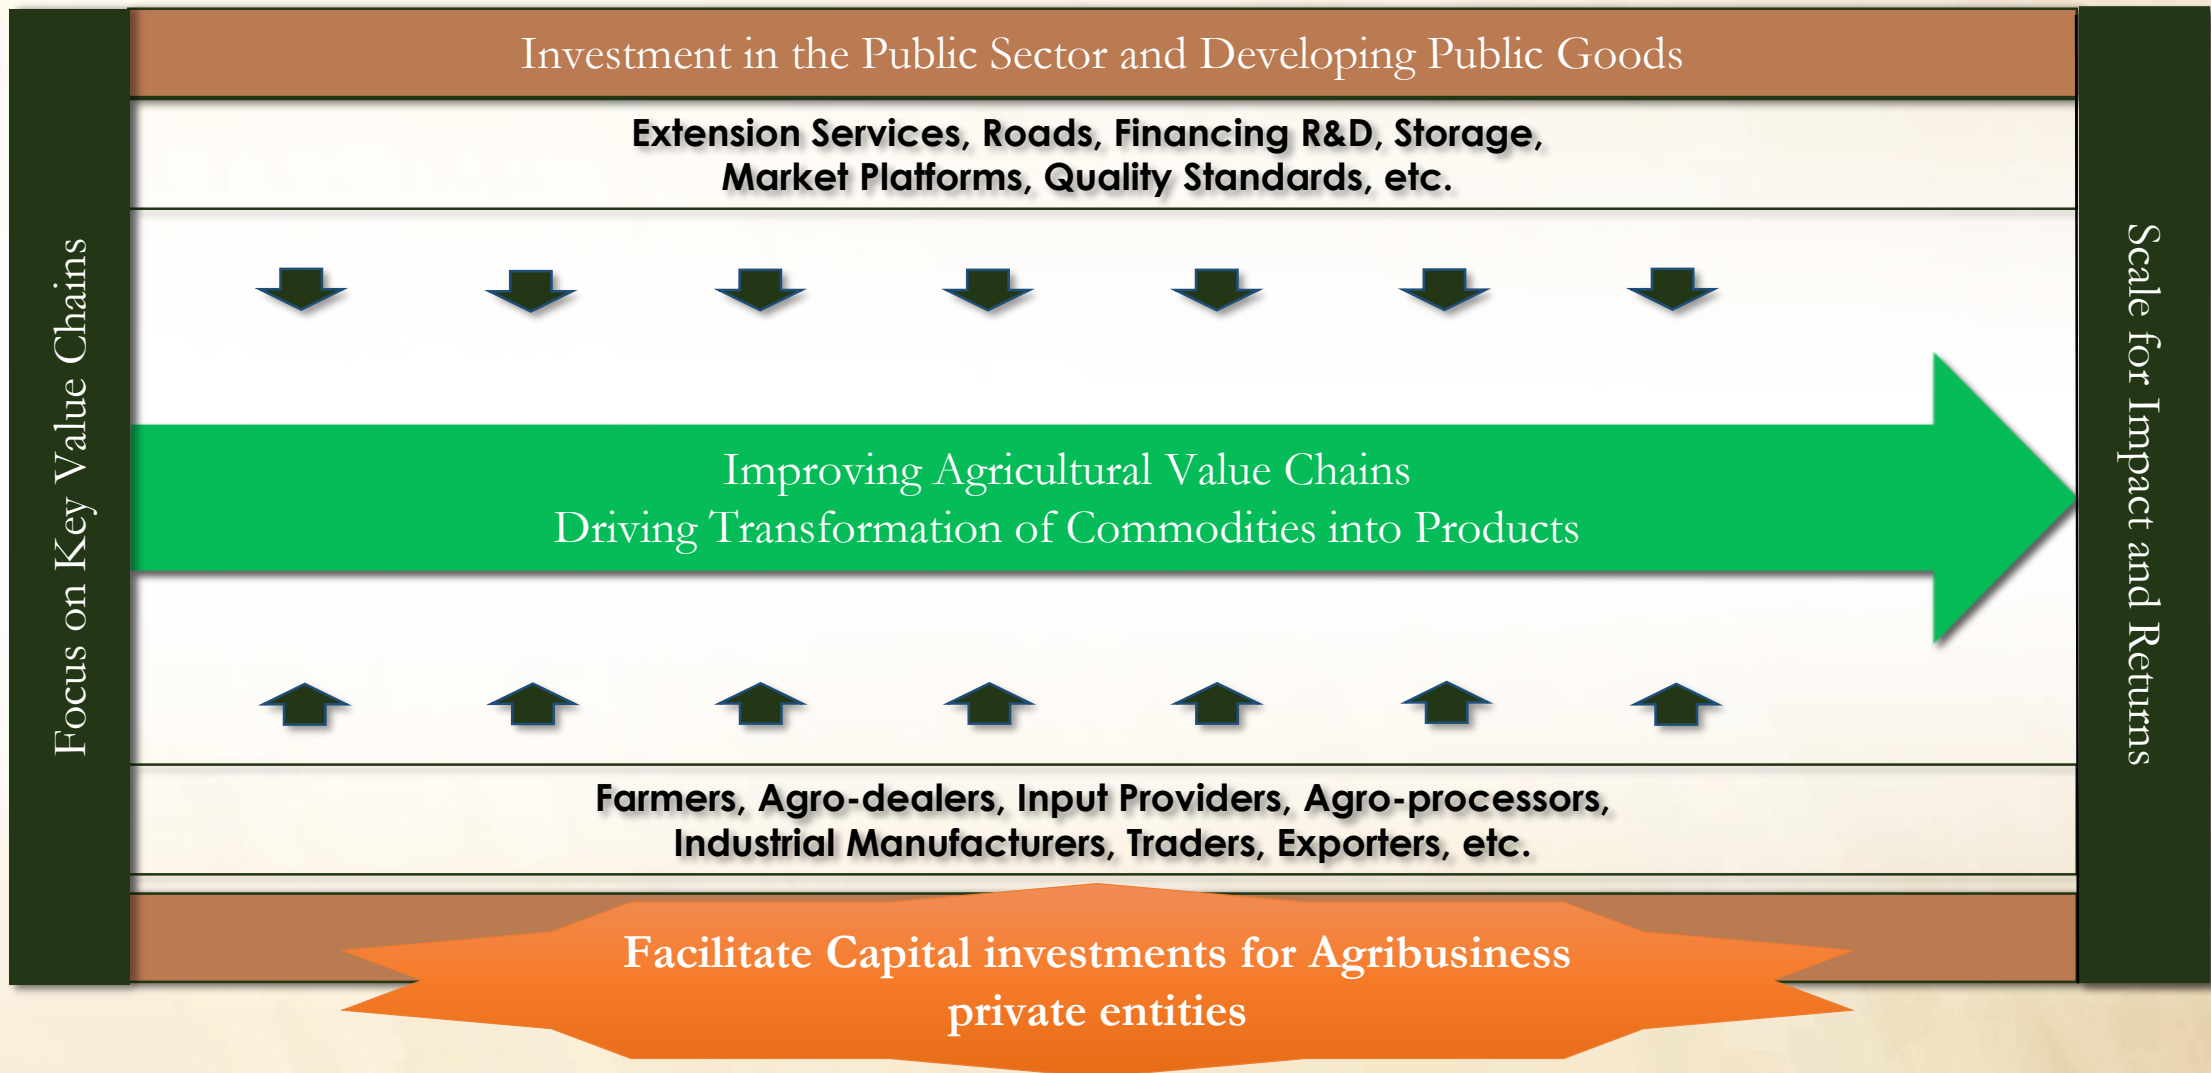 Investment in the Public Sector and Developing Public Goods
Extension Services, Roads, Financing R&D, Storage,
Market Platforms, Quality Standards, etc.
Focus on Key Value Chains
Improving Agricultural Value Chains
Driving Transformation of Commodities into Products
Scale for Impact and Returns
Farmers, Agro-dealers, Input Providers, Agro-processors,
Industrial Manufacturers, Traders, Exporters, etc.
Facilitate Capital investments for Agribusiness
private entities